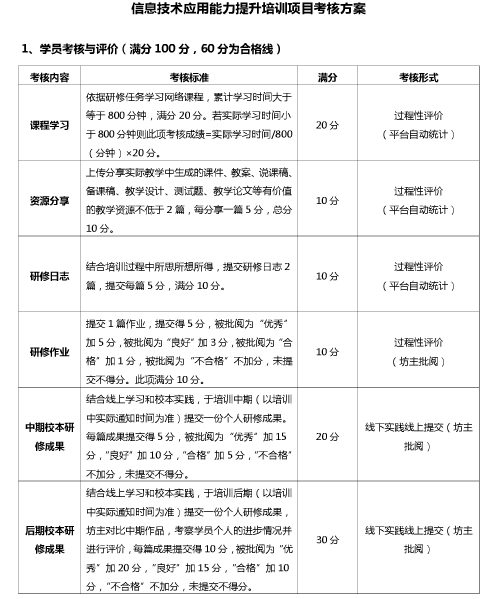 信息技术应用能力提升培训项目考核方案
1、学员考核与评价（满分 100 分，60 分为合格线）
考核内容 考核标准 满分 考核形式
课程学习
依据研修任务学习网络课程，累计学习时间大于
等于 800 分钟，满分 20 分。若实际学习时间小
于 800 分钟则此项考核成绩=实际学习时间/800
（分钟）×20 分。
20 分
过程性评价
（平台自动统计）
资源分享
上传分享实际教学中生成的课件、教案、说课稿、
备课稿、教学设计、测试题、教学论文等有价值
的教学资源不低于 2 篇，每分享一篇 5 分，总分
10 分。
10 分
过程性评价
（平台自动统计）
研修日志
结合培训过程中所思所想所得，提交研修日志 2
篇，提交每篇 5 分，满分 10 分。
10 分
过程性评价
（平台自动统计）
研修作业
提交 1 篇作业，提交得 5 分，被批阅为“优秀”
加 5 分，被批阅为“良好”加 3 分，被批阅为“合
格”加 1 分，被批阅为“不合格”不加分，未提
交不得分。此项满分 10 分。
10 分
过程性评价
（坊主批阅）
中期校本研
修成果
结合线上学习和校本实践，于培训中期（以培训
中实际通知时间为准）提交一份个人研修成果。
每篇成果提交得 5 分，被批阅为“优秀”加 15
分，“良好”加 10 分，“合格”加 5 分，“不合格”
不加分，未提交不得分。
20 分
线下实践线上提交（坊主
批阅）
后期校本研
修成果
结合线上学习和校本实践，于培训后期（以培训
中实际通知时间为准）提交一份个人研修成果，
坊主对比中期作品，考察学员个人的进步情况并
进行评价，每篇成果提交得 10 分，被批阅为“优
秀”加 20 分，“良好”加 15 分，“合格”加 10
分，“不合格”不加分，未提交不得分。
30 分
线下实践线上提交（坊主
批阅）